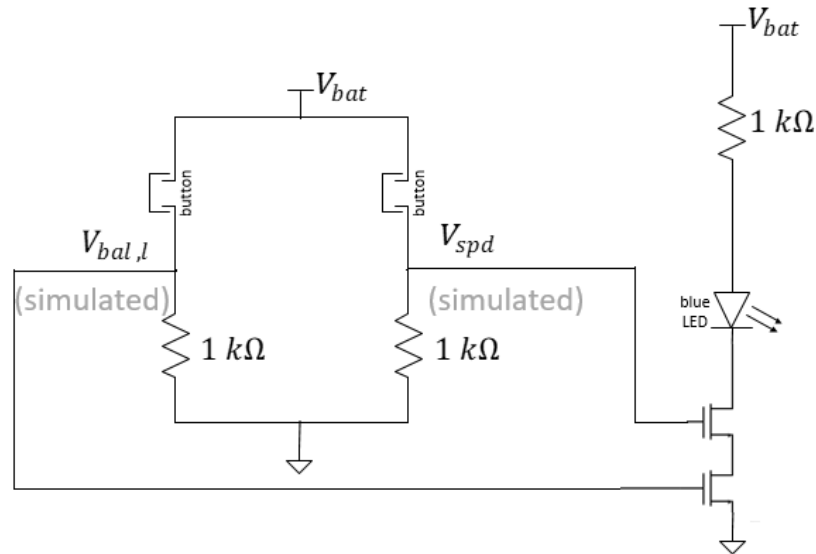 V_bat
V_bat
1 kΩ
button
button
V_bal,l
V_spd
(simulated)
(simulated)
blue
LED
1 kΩ
1 kΩ